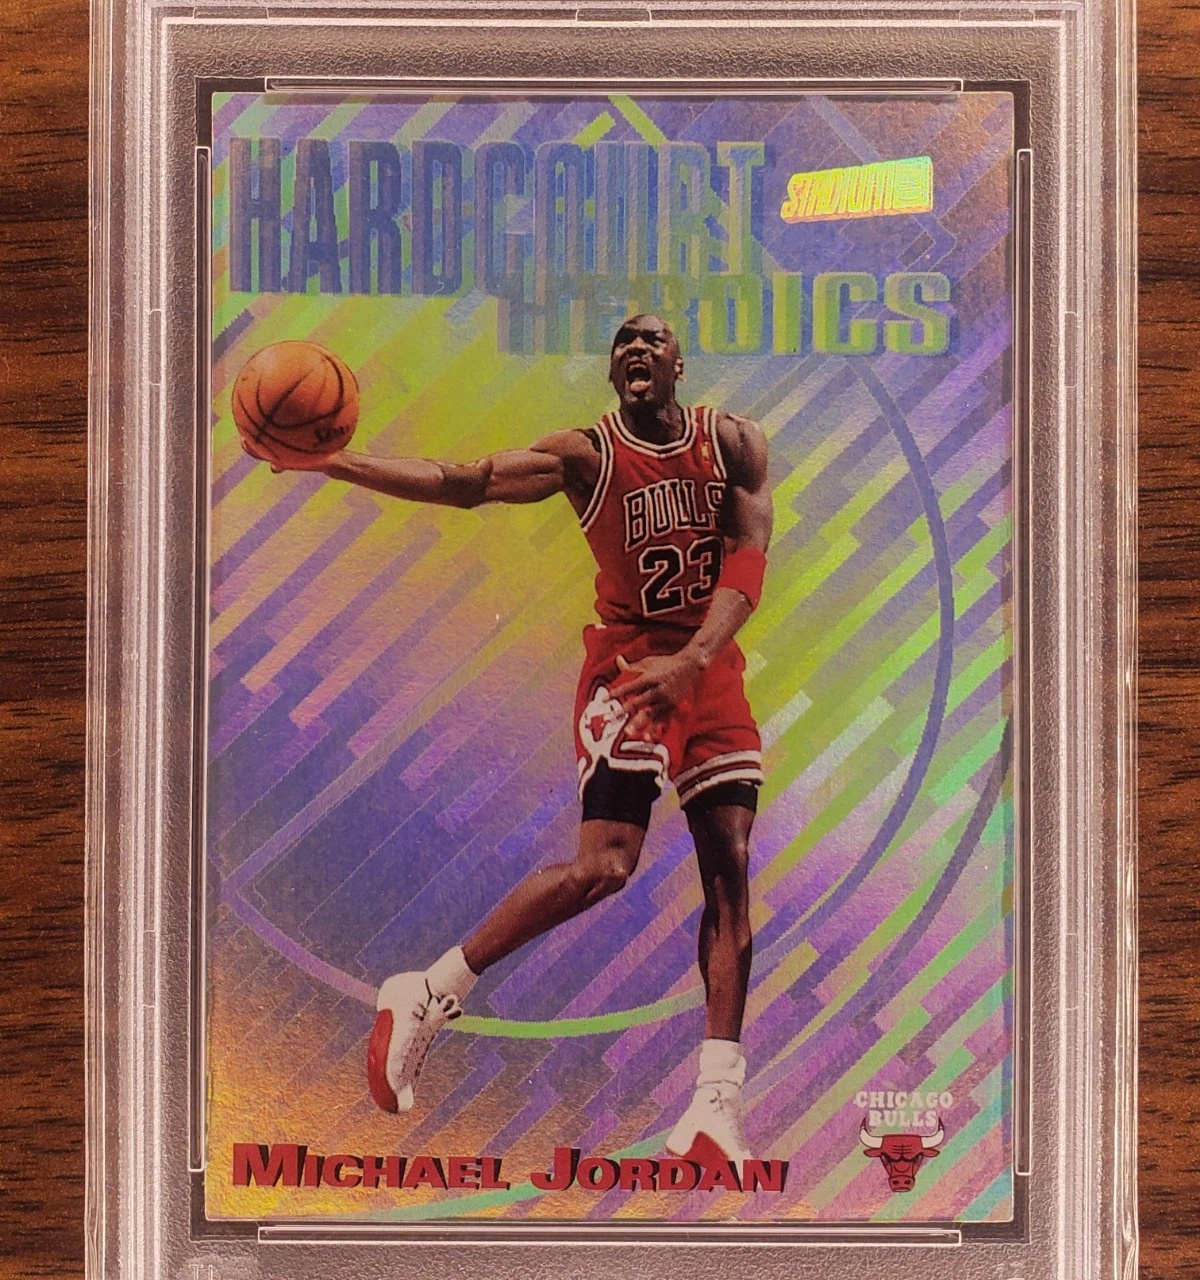 HARDCOURT
HEROICS
STADIUM
BULLS
23
CHICAGO
BULLS
MICHAEL JORDAN